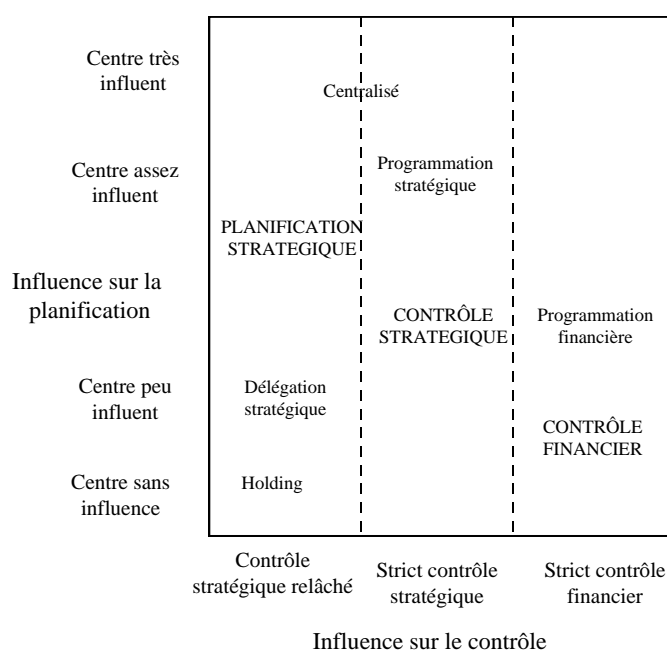 Centre très
influent
Centralisé
Centre assez
influent
Programmation
stratégique
PLANIFICATION
STRATEGIQUE
Influence sur la
planification
CONTRÔLE
STRATEGIQUE
Programmation
financière
Centre peu
influent
Délégation
stratégique
CONTRÔLE
FINANCIER
Centre sans
influence
Holding
Contrôle
stratégique relâché
Strict contrôle
stratégique
Strict contrôle
financier
Influence sur le contrôle